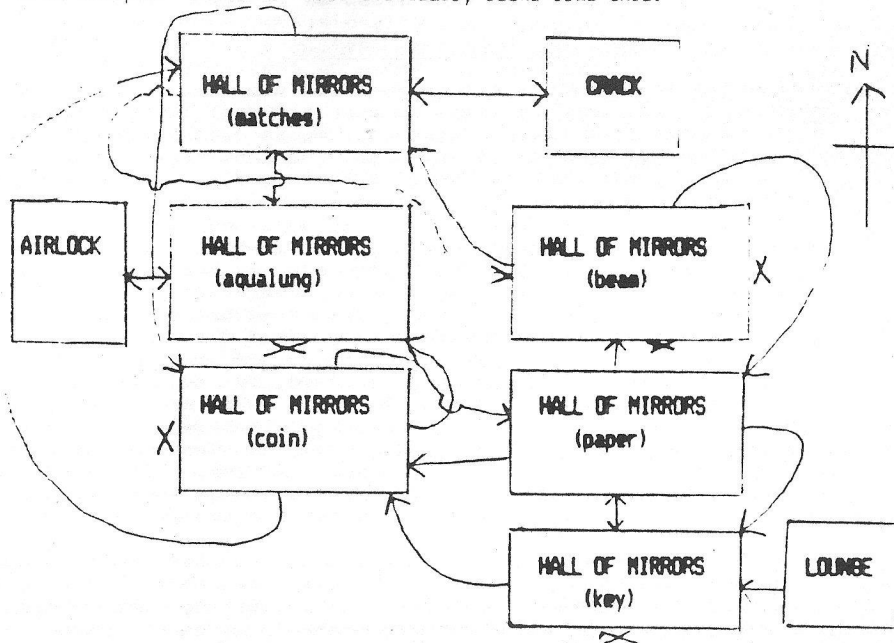 HALL OF MIRRORS
(matches)
CRACK
N
AIRLOCK
HALL OF MIRRORS
(aqualung)
HALL OF MIRRORS
(beam)
X
X
HALL OF MIRRORS
(coin)
X
HALL OF MIRRORS
(paper)
HALL OF MIRRORS
(key)
X
LOUNGE